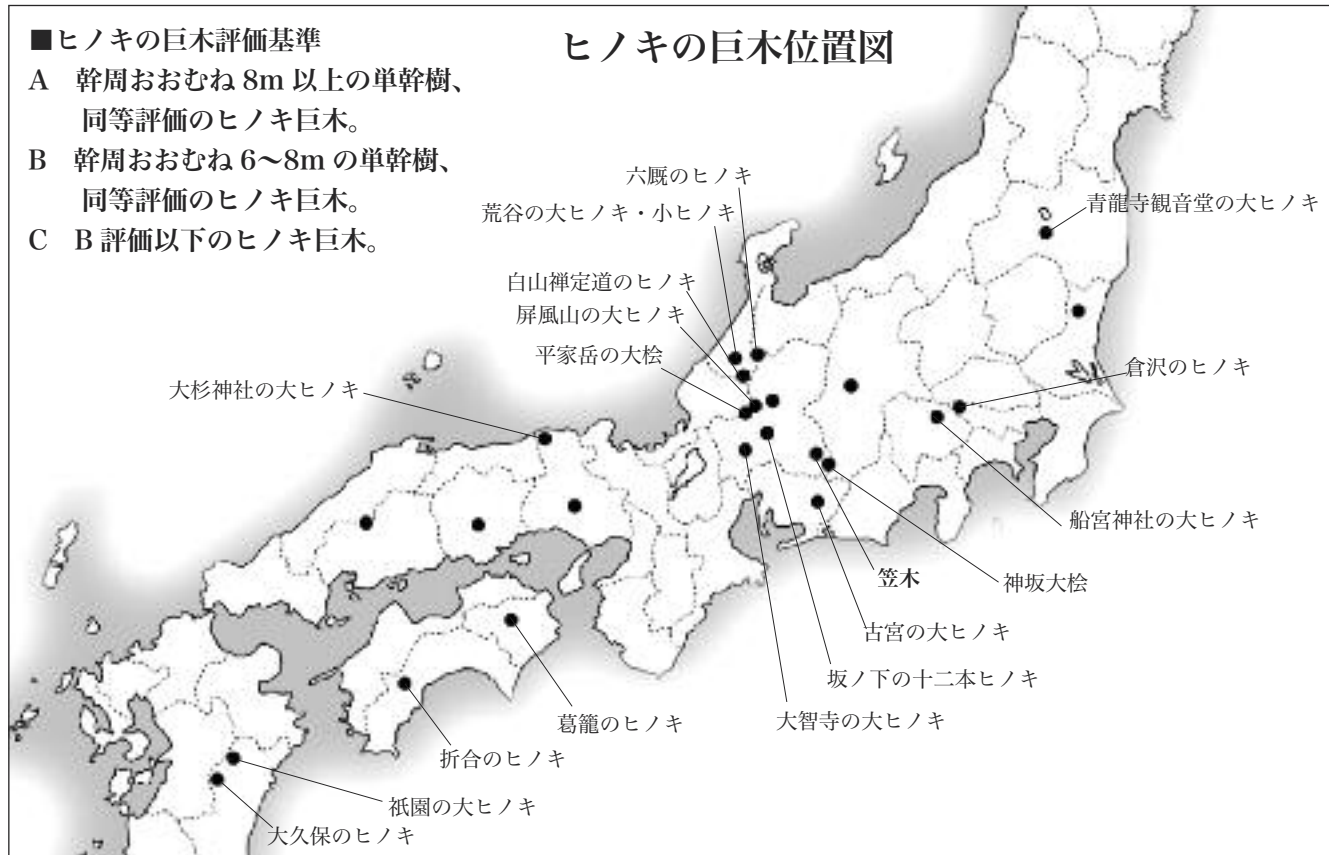 ■ヒノキの巨木評価基準
A 幹周おおむね 8m 以上の単幹樹、
同等評価のヒノキ巨木。
B 幹周おおむね 6〜8m の単幹樹、
同等評価のヒノキ巨木。
C B 評価以下のヒノキ巨木。
ヒノキの巨木位置図
六厩のヒノキ
荒谷の大ヒノキ・小ヒノキ
白山禅定道のヒノキ
屏風山の大ヒノキ
平家岳の大桧
大杉神社の大ヒノキ
青龍寺観音堂の大ヒノキ
倉沢のヒノキ
船宮神社の大ヒノキ
笠木
神坂大桧
古宮の大ヒノキ
坂ノ下の十二本ヒノキ
大智寺の大ヒノキ
葛籠のヒノキ
折合のヒノキ
祇園の大ヒノキ
大久保のヒノキ